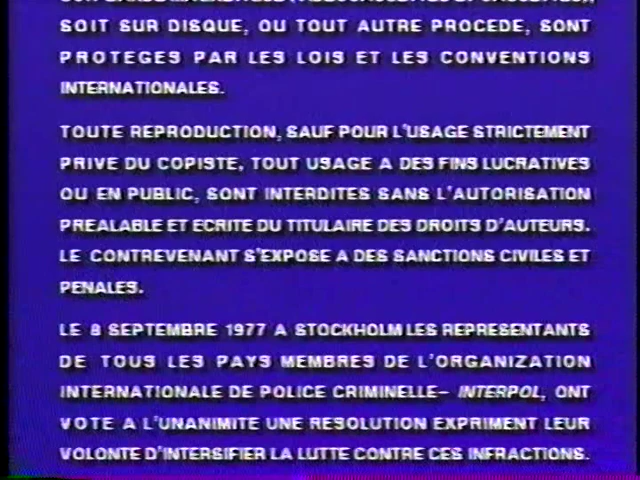 SOIT SUR DISQUE, OU TOUT AUTRE PROCEDE, SONT
PROTEGES PAR LES LOIS ET LES CONVENTIONS
INTERNATIONALES.
TOUTE REPRODUCTION, SAUF POUR L'USAGE STRICTEMENT
PRIVE DU COPISTE, TOUT USAGE A DES FINS LUCRATIVES
OU EN PUBLIC, SONT INTERDITES SANS L'AUTORISATION
PREALABLE ET ECRITE DU TITULAIRE DES DROITS D'AUTEURS.
LE CONTREVENANT S'EXPOSE A DES SANCTIONS CIVILES ET
PENALES.
LE 8 SEPTEMBRE 1977 A STOCKHOLM LES REPRESENTANTS
DE TOUS LES PAYS MEMBRES DE L'ORGANIZATION
INTERNATIONALE DE POLICE CRIMINELLE– INTERPOL, ONT
VOTE A L'UNANIMITE UNE RESOLUTION EXPRIMENT LEUR
VOLONTE D'INTERSIFIER LA LUTTE CONTRE CES INFRACTIONS.